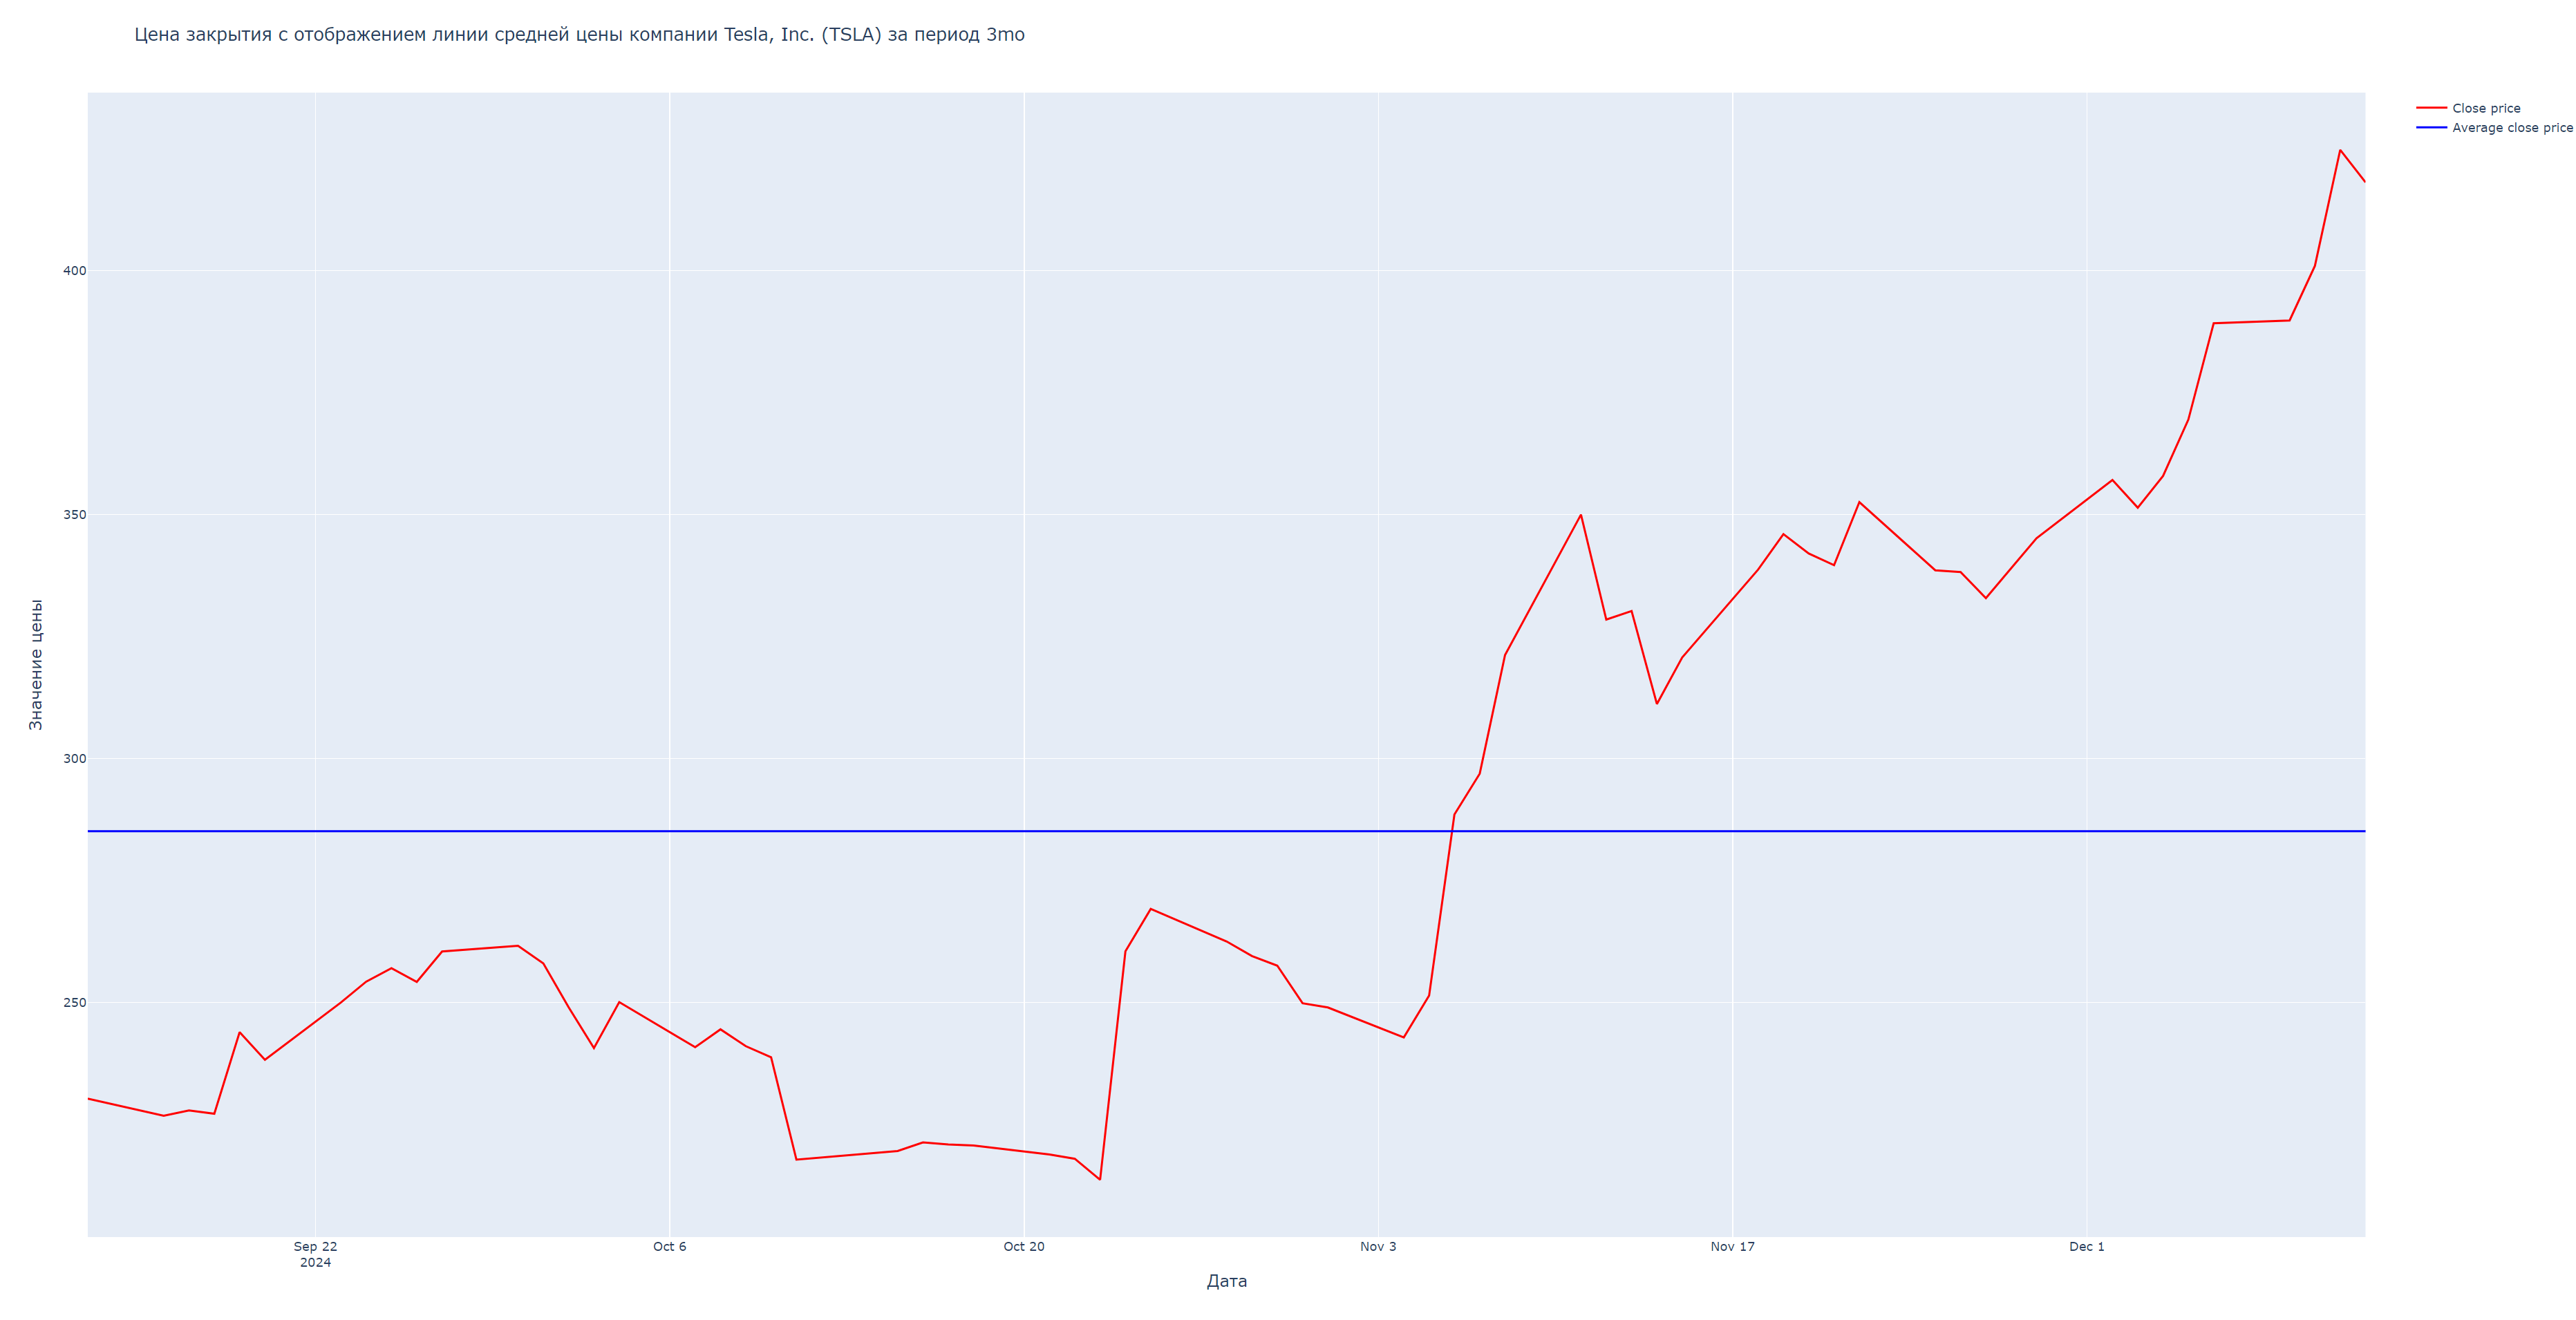 Цена закрытия с отображением линии средней цены компании Tesla, Inc. (TSLA) за период 3mo
Close price
Average close price
400
350
300
250
Значение цены
Sep 22
2024
Oct 6
Oct 20
Nov 3
Nov 17
Dec 1
Дата